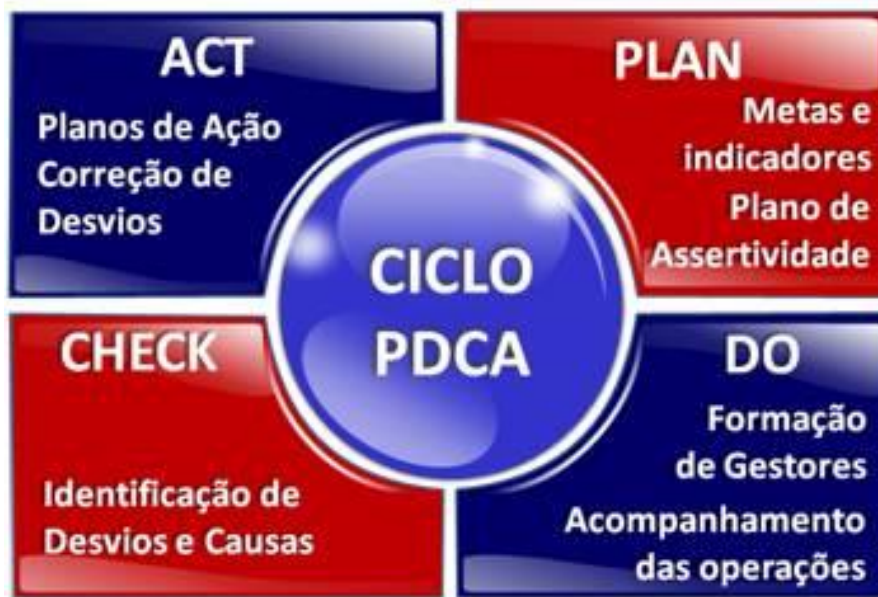 ACT
Planos de Ação
Correção de
Desvios
PLAN
Metas e
indicadores
Plano de
Assertividade
CICLO
PDCA
CHECK
Identificação de
Desvios e Causas
DO
Formação
de Gestores
Acompanhamento
das operações